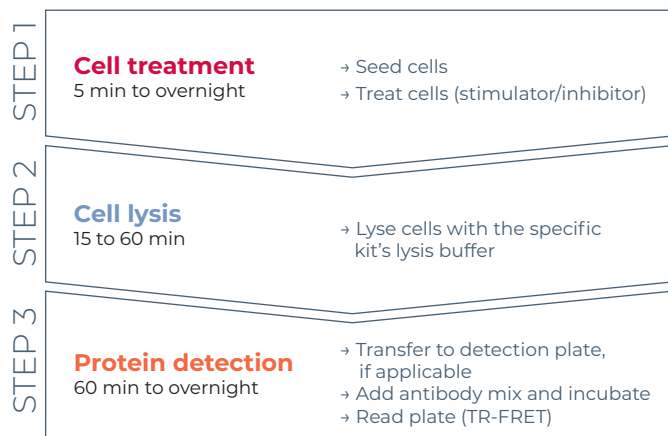 STEP 1
Cell treatment
5 min to overnight
→ Seed cells
→ Treat cells (stimulator/inhibitor)
STEP 2
Cell lysis
15 to 60 min
→ Lyse cells with the specific
kit's lysis buffer
STEP 3
Protein detection
60 min to overnight
→ Transfer to detection plate,
if applicable
→ Add antibody mix and incubate
→ Read plate (TR-FRET)